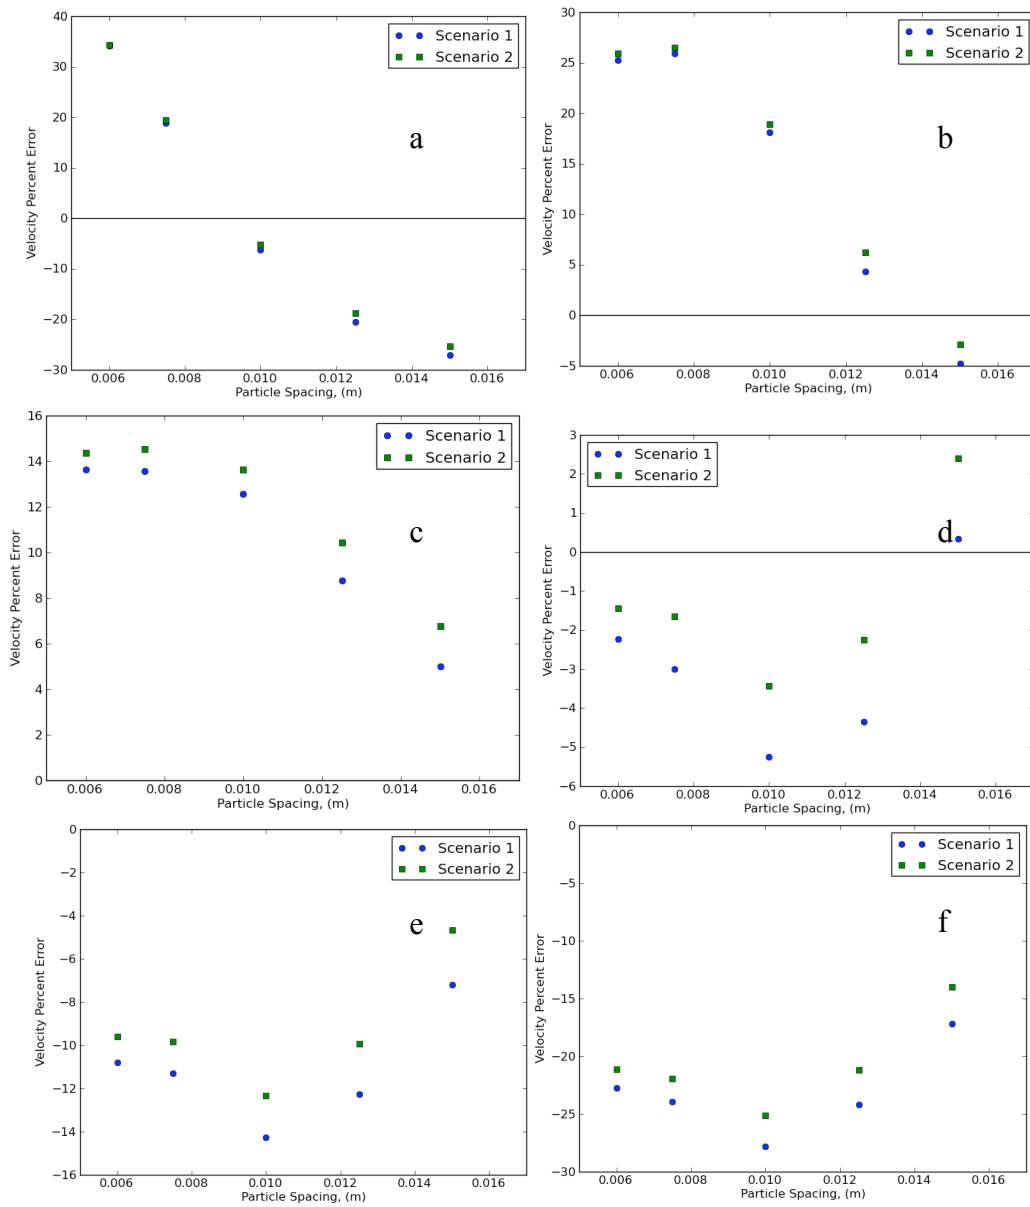 40
30
20
10
0
−10
−20
−30
0.006
0.008
0.010
0.012
0.014
0.016
Velocity Percent Error
Particle Spacing, (m)
Scenario 1
Scenario 2
a
30
25
20
15
10
5
0
−5
0.006
0.008
0.010
0.012
0.014
0.016
Velocity Percent Error
Particle Spacing, (m)
Scenario 1
Scenario 2
b
16
14
12
10
8
6
4
2
0
0.006
0.008
0.010
0.012
0.014
0.016
Velocity Percent Error
Particle Spacing, (m)
Scenario 1
Scenario 2
c
3
2
1
0
−1
−2
−3
−4
−5
−6
0.006
0.008
0.010
0.012
0.014
0.016
Velocity Percent Error
Particle Spacing, (m)
Scenario 1
Scenario 2
d
0
−2
−4
−6
−8
−10
−12
−14
−16
0.006
0.008
0.010
0.012
0.014
0.016
Velocity Percent Error
Particle Spacing, (m)
Scenario 1
Scenario 2
e
0
−5
−10
−15
−20
−25
−30
0.006
0.008
0.010
0.012
0.014
0.016
Velocity Percent Error
Particle Spacing, (m)
Scenario 1
Scenario 2
f